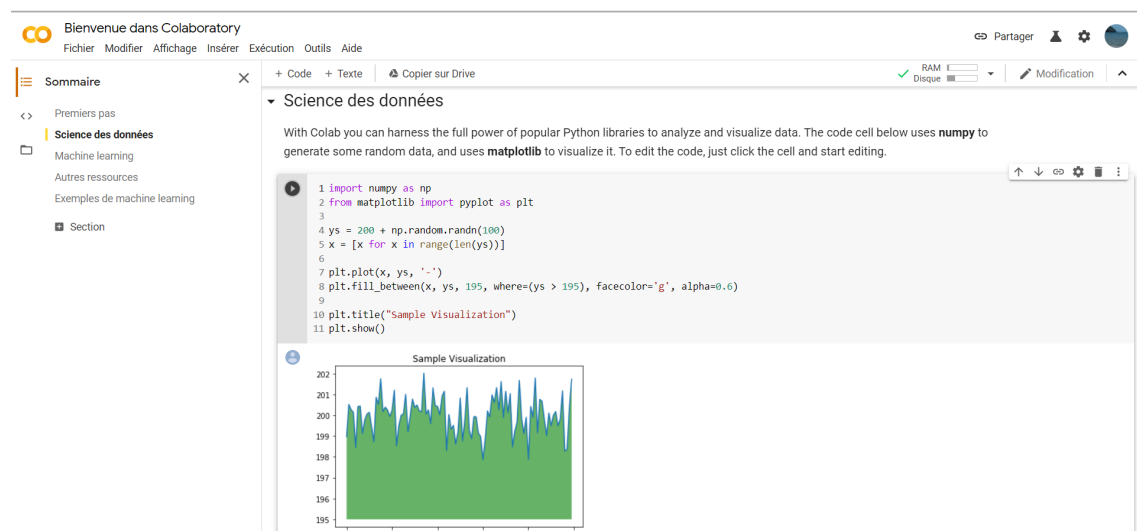 Bienvenue dans Colaboratory
Fichier Modifier Affichage Insérer Exécution Outils Aide
Partager
Sommaire
Premiers pas
Science des données
Machine learning
Autres ressources
Exemples de machine learning
Section
+ Code + Texte Copier sur Drive
RAM
Disque
Modification
Science des données
With Colab you can harness the full power of popular Python libraries to analyze and visualize data. The code cell below uses numpy to
generate some random data, and uses matplotlib to visualize it. To edit the code, just click the cell and start editing.
1 import numpy as np
2 from matplotlib import pyplot as plt
3
4 ys = 200 + np.random.randn(100)
5 x = [x for x in range(len(ys))]
6
7 plt.plot(x, ys, '-')
8 plt.fill_between(x, ys, 195, where=(ys > 195), facecolor='g', alpha=0.6)
9
10 plt.title("Sample Visualization")
11 plt.show()
Sample Visualization
202
201
200
199
198
197
196
195